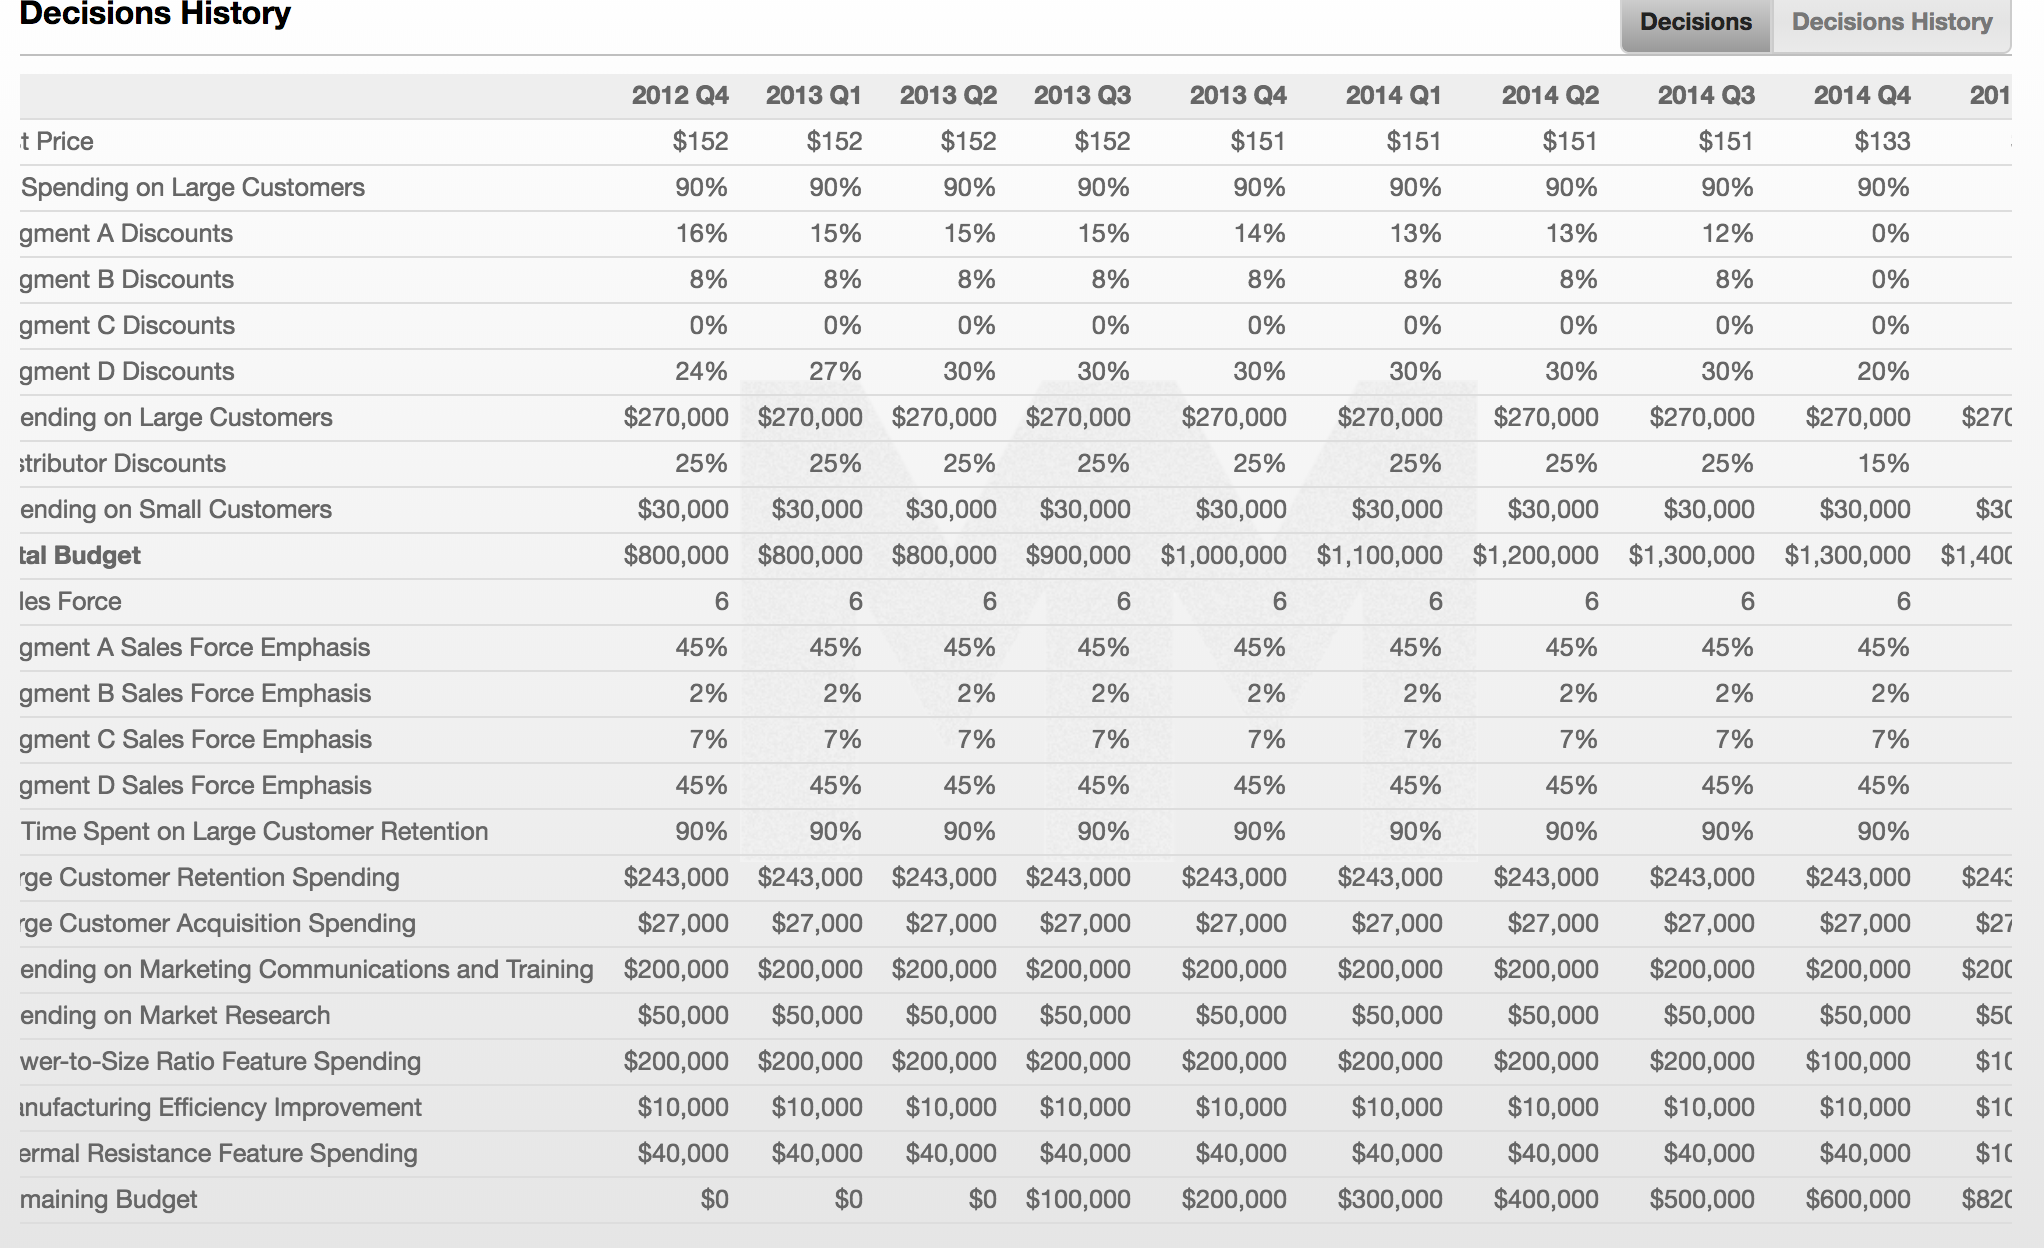 Decisions History
Decisions Decisions History
2012 Q4 2013 Q1 2013 Q2 2013 Q3 2013 Q4 2014 Q1 2014 Q2 2014 Q3 2014 Q4 201
t Price $152 $152 $152 $152 $151 $151 $151 $151 $133
Spending on Large Customers 90% 90% 90% 90% 90% 90% 90% 90% 90%
gment A Discounts 16% 15% 15% 15% 14% 13% 13% 12% 0%
gment B Discounts 8% 8% 8% 8% 8% 8% 8% 8% 0%
gment C Discounts 0% 0% 0% 0% 0% 0% 0% 0% 0%
gment D Discounts 24% 27% 30% 30% 30% 30% 30% 30% 20%
ending on Large Customers $270,000 $270,000 $270,000 $270,000 $270,000 $270,000 $270,000 $270,000 $270,000 $270
stributor Discounts 25% 25% 25% 25% 25% 25% 25% 25% 15%
ending on Small Customers $30,000 $30,000 $30,000 $30,000 $30,000 $30,000 $30,000 $30,000 $30,000 $30
tal Budget $800,000 $800,000 $800,000 $900,000 $1,000,000 $1,100,000 $1,200,000 $1,300,000 $1,300,000 $1,400
les Force 6 6 6 6 6 6 6 6 6
gment A Sales Force Emphasis 45% 45% 45% 45% 45% 45% 45% 45% 45%
gment B Sales Force Emphasis 2% 2% 2% 2% 2% 2% 2% 2% 2%
gment C Sales Force Emphasis 7% 7% 7% 7% 7% 7% 7% 7% 7%
gment D Sales Force Emphasis 45% 45% 45% 45% 45% 45% 45% 45% 45%
Time Spent on Large Customer Retention 90% 90% 90% 90% 90% 90% 90% 90% 90%
rge Customer Retention Spending $243,000 $243,000 $243,000 $243,000 $243,000 $243,000 $243,000 $243,000 $243,000 $243
rge Customer Acquisition Spending $27,000 $27,000 $27,000 $27,000 $27,000 $27,000 $27,000 $27,000 $27,000 $27
ending on Marketing Communications and Training $200,000 $200,000 $200,000 $200,000 $200,000 $200,000 $200,000 $200,000 $200,000 $200
ending on Market Research $50,000 $50,000 $50,000 $50,000 $50,000 $50,000 $50,000 $50,000 $50,000 $50
wer-to-Size Ratio Feature Spending $200,000 $200,000 $200,000 $200,000 $200,000 $200,000 $200,000 $200,000 $100,000 $10
anufacturing Efficiency Improvement $10,000 $10,000 $10,000 $10,000 $10,000 $10,000 $10,000 $10,000 $10,000 $10
ermal Resistance Feature Spending $40,000 $40,000 $40,000 $40,000 $40,000 $40,000 $40,000 $40,000 $40,000 $10
maining Budget $0 $0 $0 $100,000 $200,000 $300,000 $400,000 $500,000 $600,000 $820